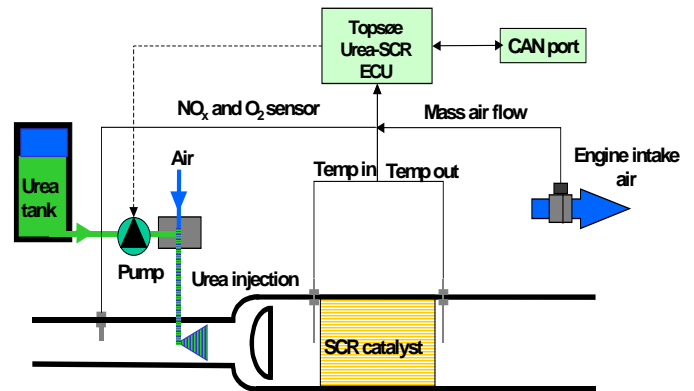 Topsøe
Urea-SCR
ECU
CAN port
NOx and O2 sensor
Mass air flow
Air
Temp in
Temp out
Engine intake
air
Urea
tank
Pump
Urea injection
SCR catalyst